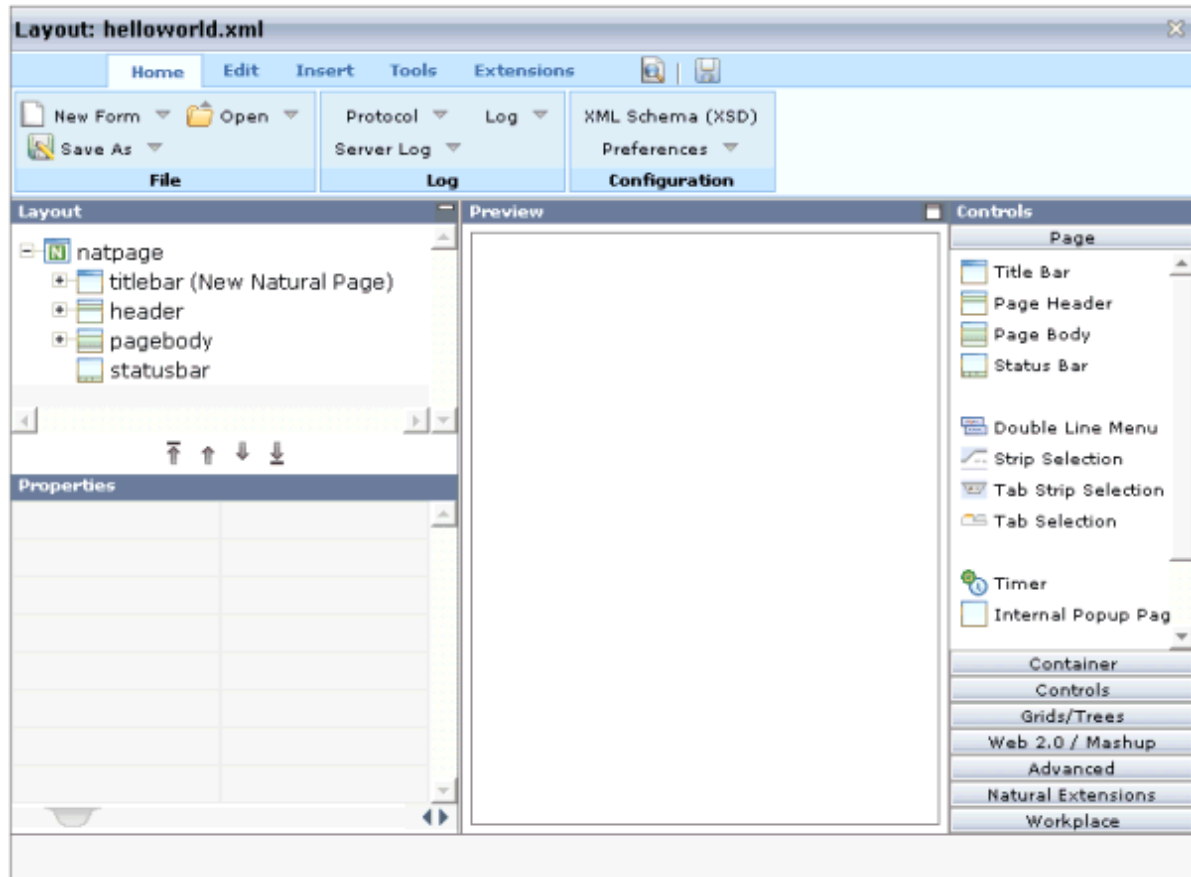 Layout: helloworld.xml
Home Edit Insert Tools Extensions
New Form Open
Save As
File
Protocol Log
Server Log
Log
XML Schema (XSD)
Preferences
Configuration
Layout
natpage
titlebar (New Natural Page)
header
pagebody
statusbar
Properties
Preview
Controls
Page
Title Bar
Page Header
Page Body
Status Bar
Double Line Menu
Strip Selection
Tab Strip Selection
Tab Selection
Timer
Internal Popup Pag
Container
Controls
Grids/Trees
Web 2.0 / Mashup
Advanced
Natural Extensions
Workplace